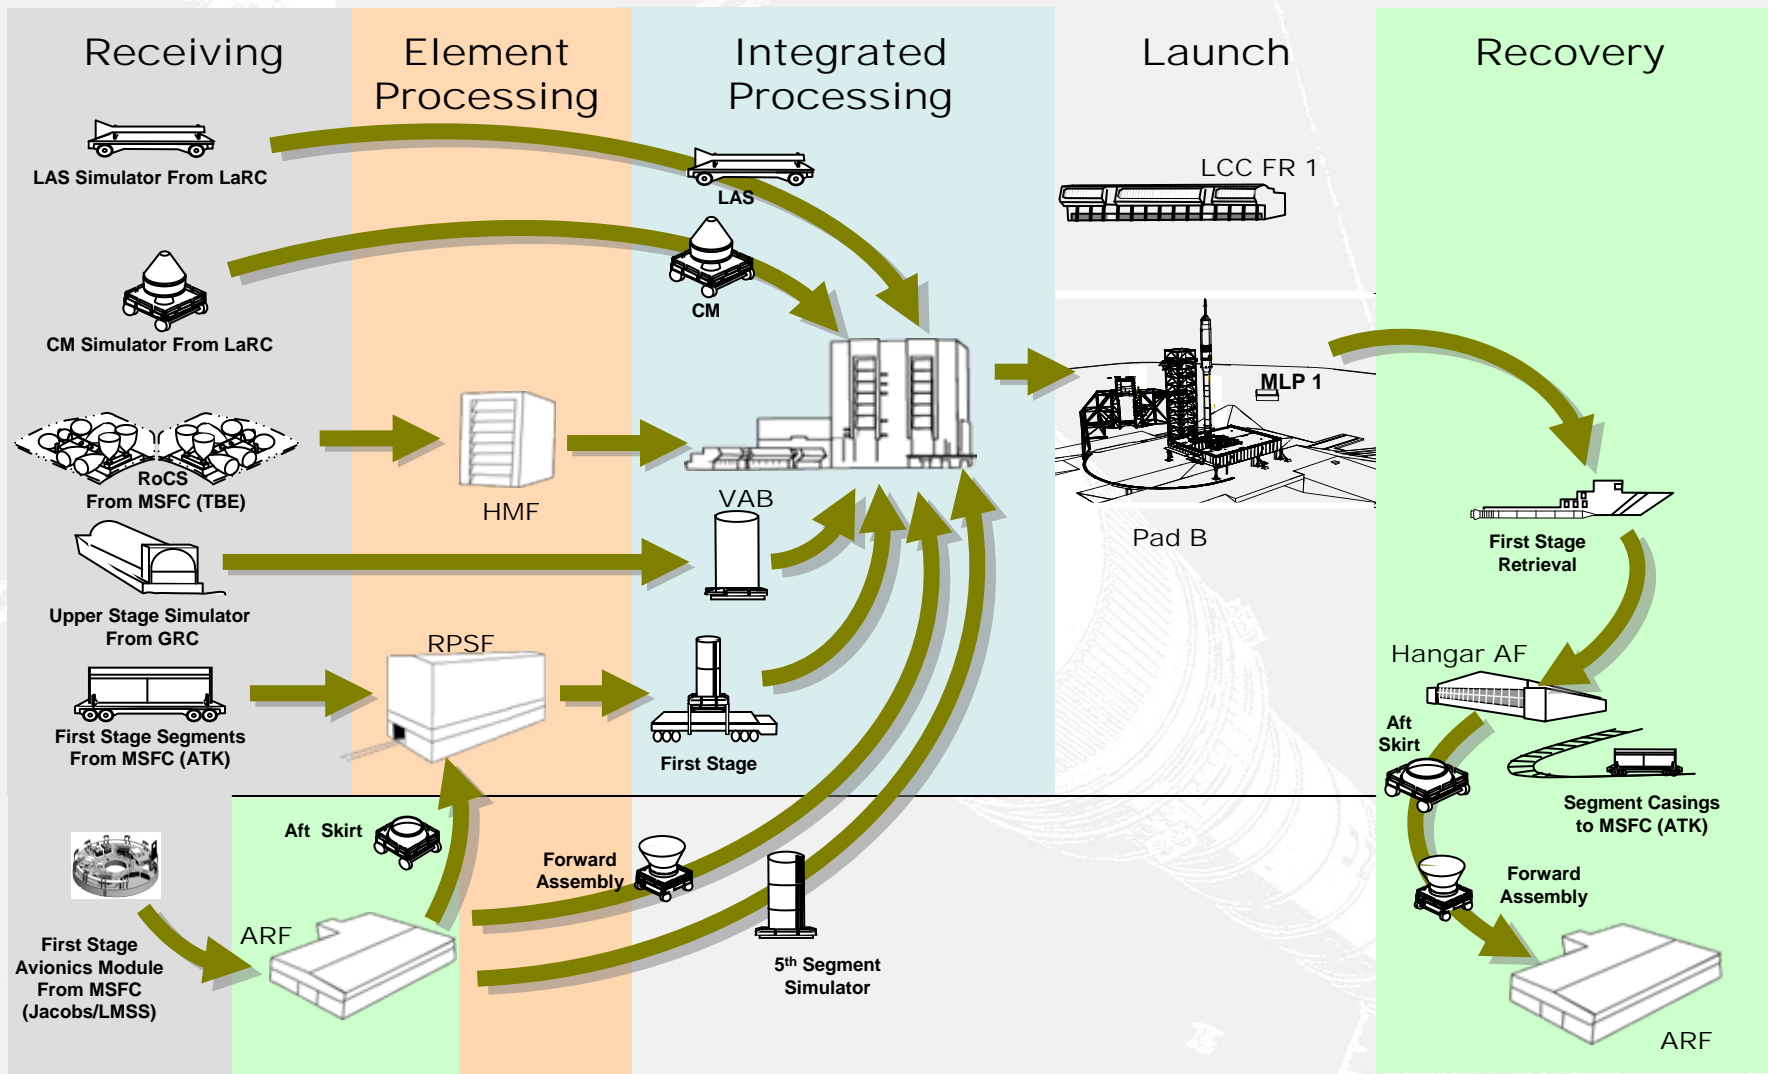 Receiving
Element
Processing
Integrated
Processing
Launch
Recovery
LAS Simulator From LaRC
LAS
LCC FR 1
CM Simulator From LaRC
CM
MLP 1
RoCS
From MSFC (TBE)
HMF
VAB
Pad B
First Stage
Retrieval
Upper Stage Simulator
From GRC
RPSF
Hangar AF
First Stage Segments
From MSFC (ATK)
First Stage
Aft
Skirt
Segment Casings
to MSFC (ATK)
Aft Skirt
Forward
Assembly
Forward
Assembly
First Stage
Avionics Module
From MSFC
(Jacobs/LMSS)
ARF
5th Segment
Simulator
ARF